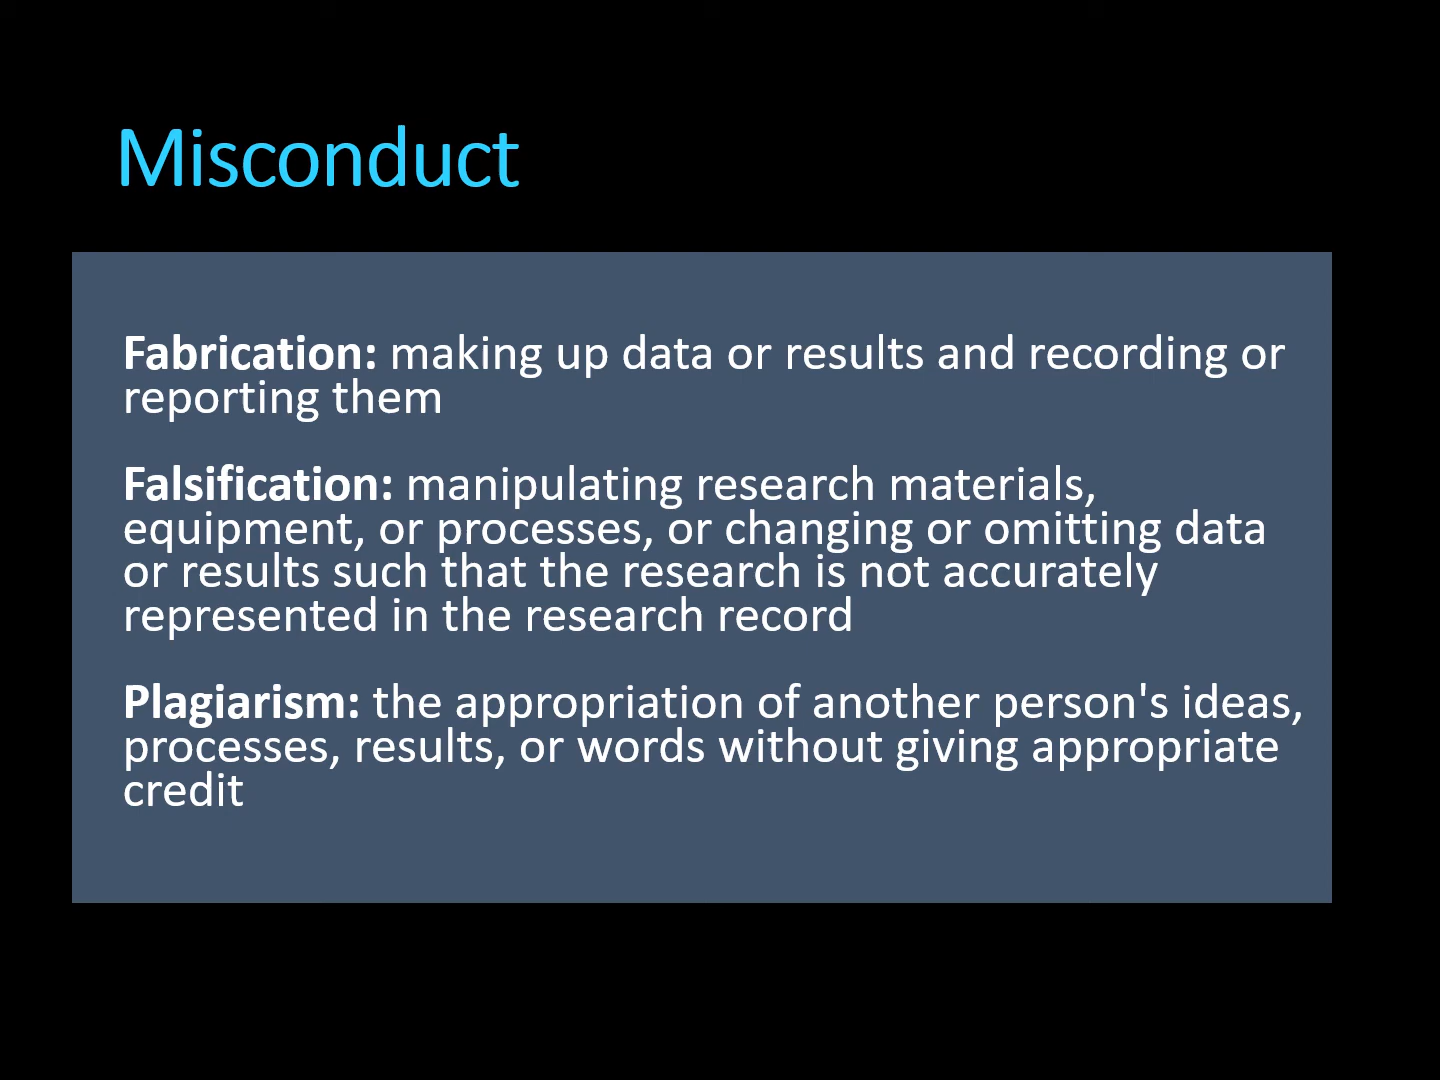 Misconduct
Fabrication: making up data or results and recording or
reporting them
Falsification: manipulating research materials,
equipment, or processes, or changing or omitting data
or results such that the research is not accurately
represented in the research record
Plagiarism: the appropriation of another person's ideas,
processes, results, or words without giving appropriate
credit